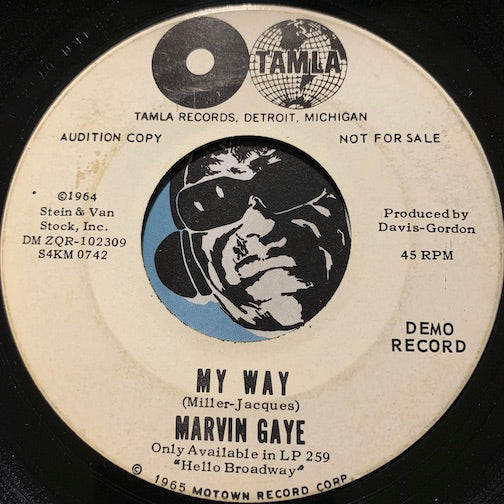 TAMLA
TAMLA RECORDS, DETROIT, MICHIGAN
AUDITION COPY
NOT FOR SALE
©1964
Stein & Van
Stock, Inc.
DM ZQR-102309
S4KM 0742
Produced by
Davis-Gordon
45 RPM
DEMO
RECORD
MY WAY
(Miller-Jacques)
MARVIN GAYE
Only Available in LP 259
"Hello Broadway"
© 1965 MOTOWN RECORD CORP.